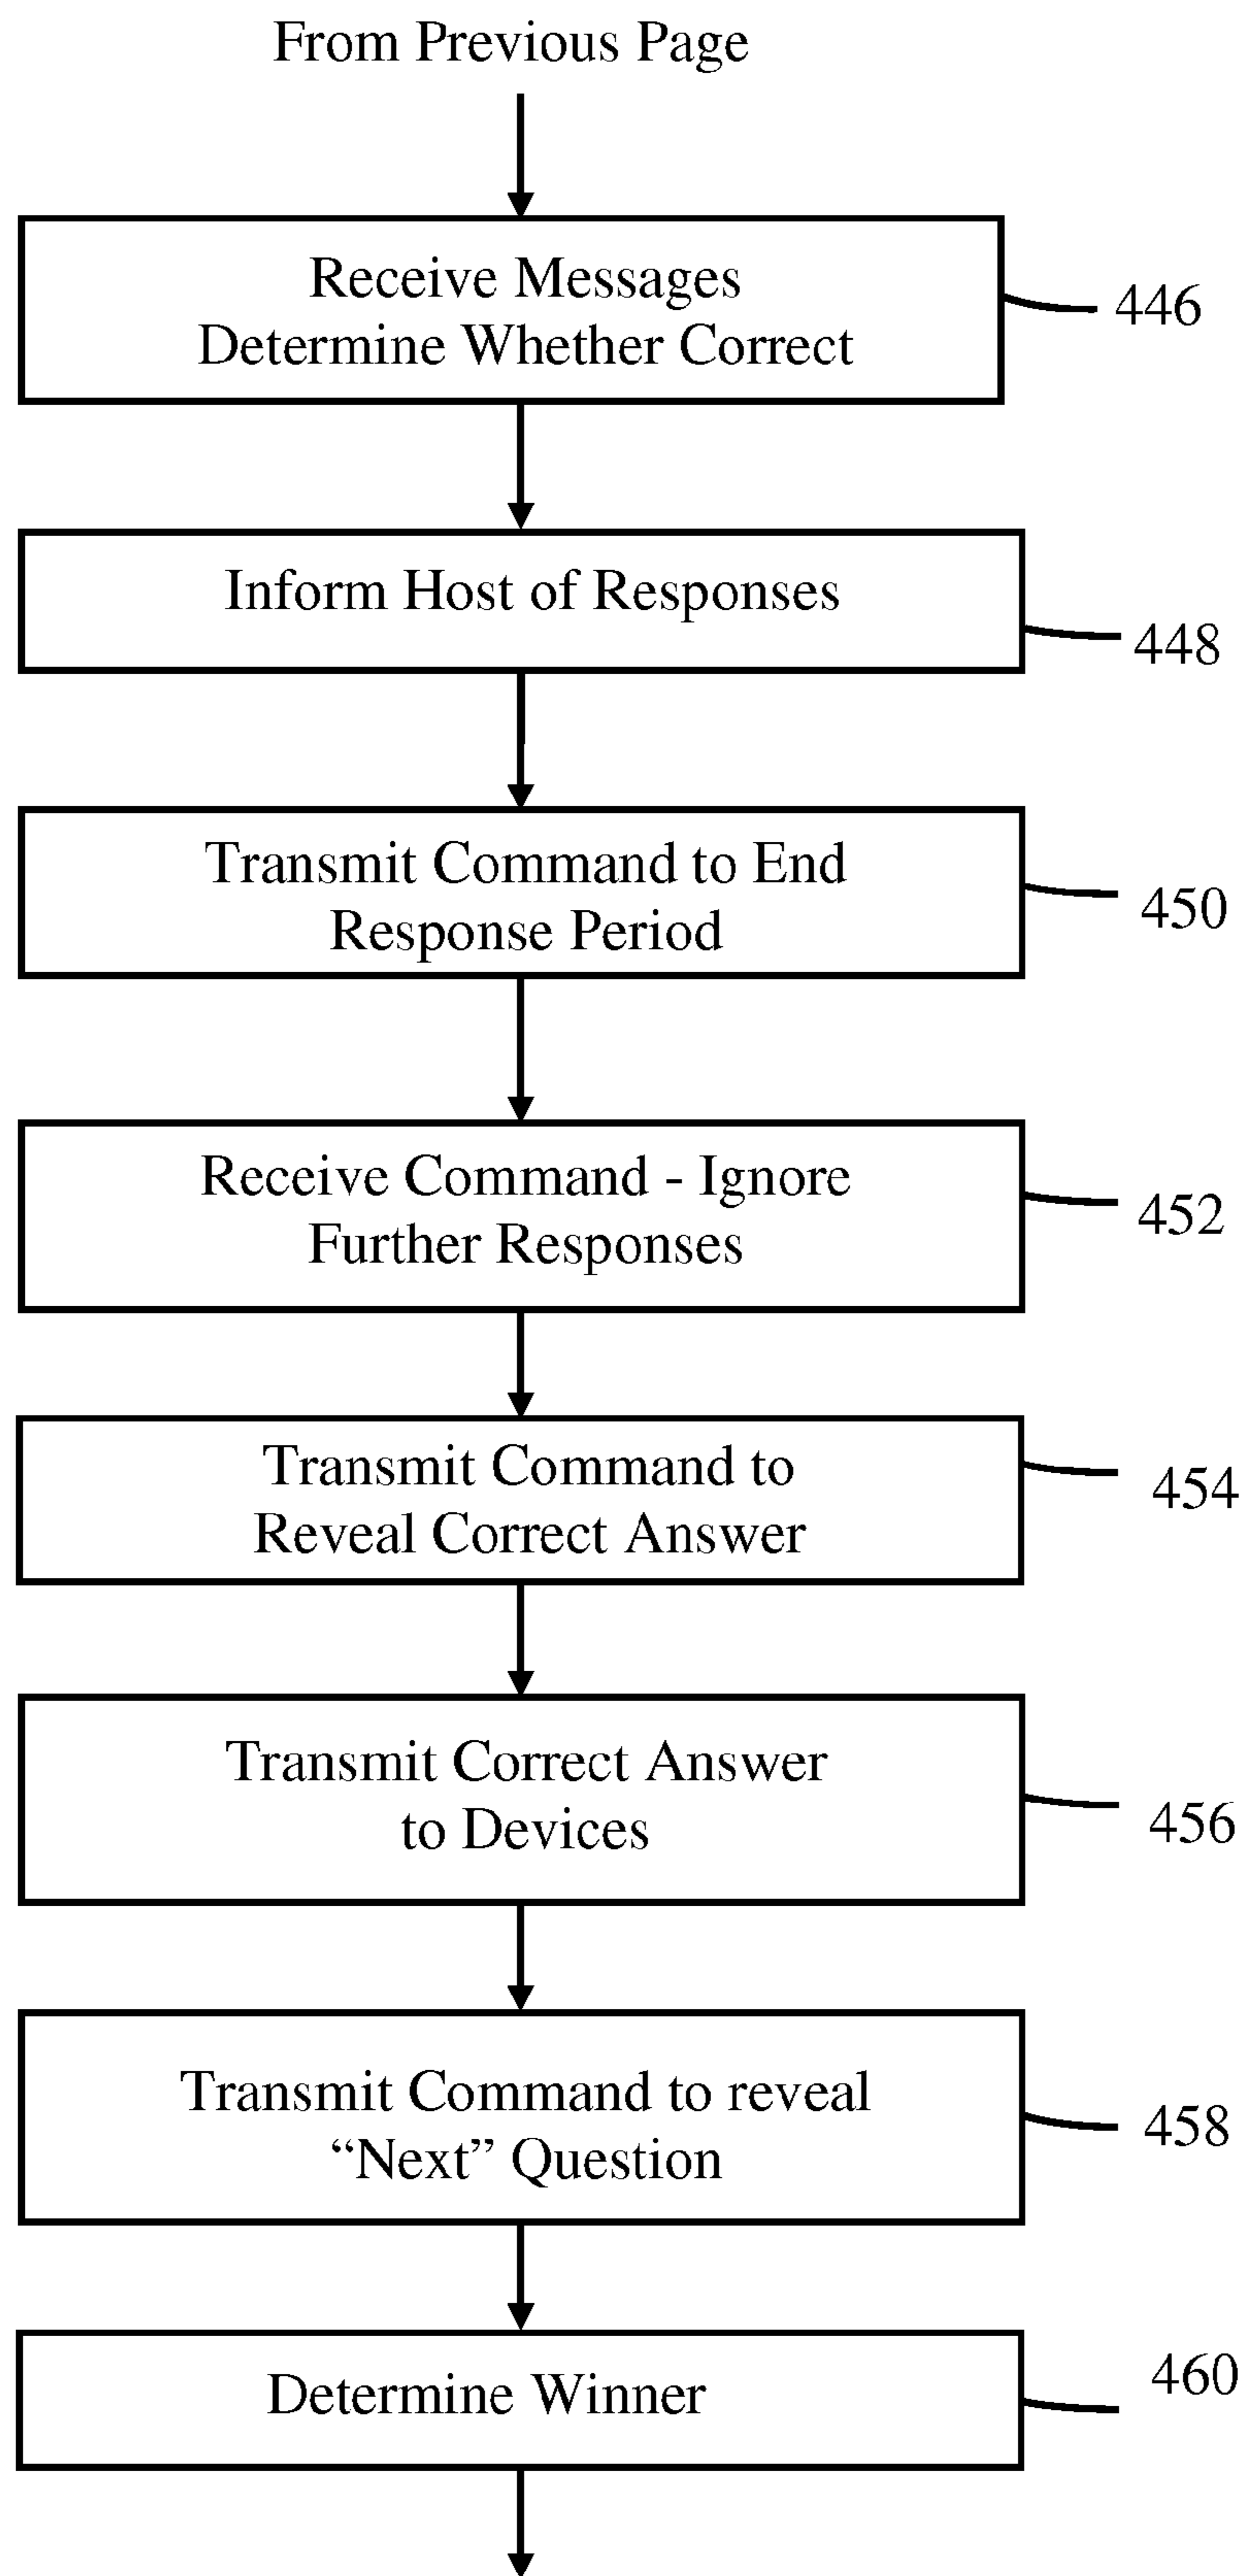 From Previous Page
Receive Messages
Determine Whether Correct
446
Inform Host of Responses
448
Transmit Command to End
Response Period
450
Receive Command - Ignore
Further Responses
452
Transmit Command to
Reveal Correct Answer
454
Transmit Correct Answer
to Devices
456
Transmit Command to reveal
“Next” Question
458
Determine Winner
460